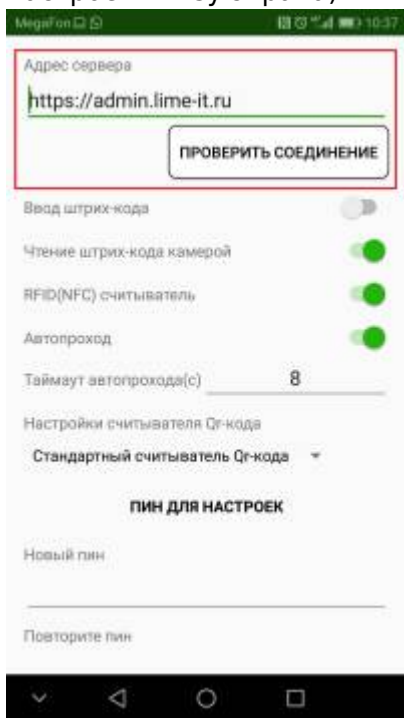 MegaFon 10:37
Адрес сервера
https://admin.lime-it.ru
ПРОВЕРИТЬ СОЕДИНЕНИЕ
Ввод штрих-кода
Чтение штрих-кода камерой
RFID(NFC) считыватель
Автопроход
Таймаут автопрохода(с) 8
Настройки считывателя Qr-кода
Стандартный считыватель Qr-кода
ПИН ДЛЯ НАСТРОЕК
Новый пин
Повторите пин